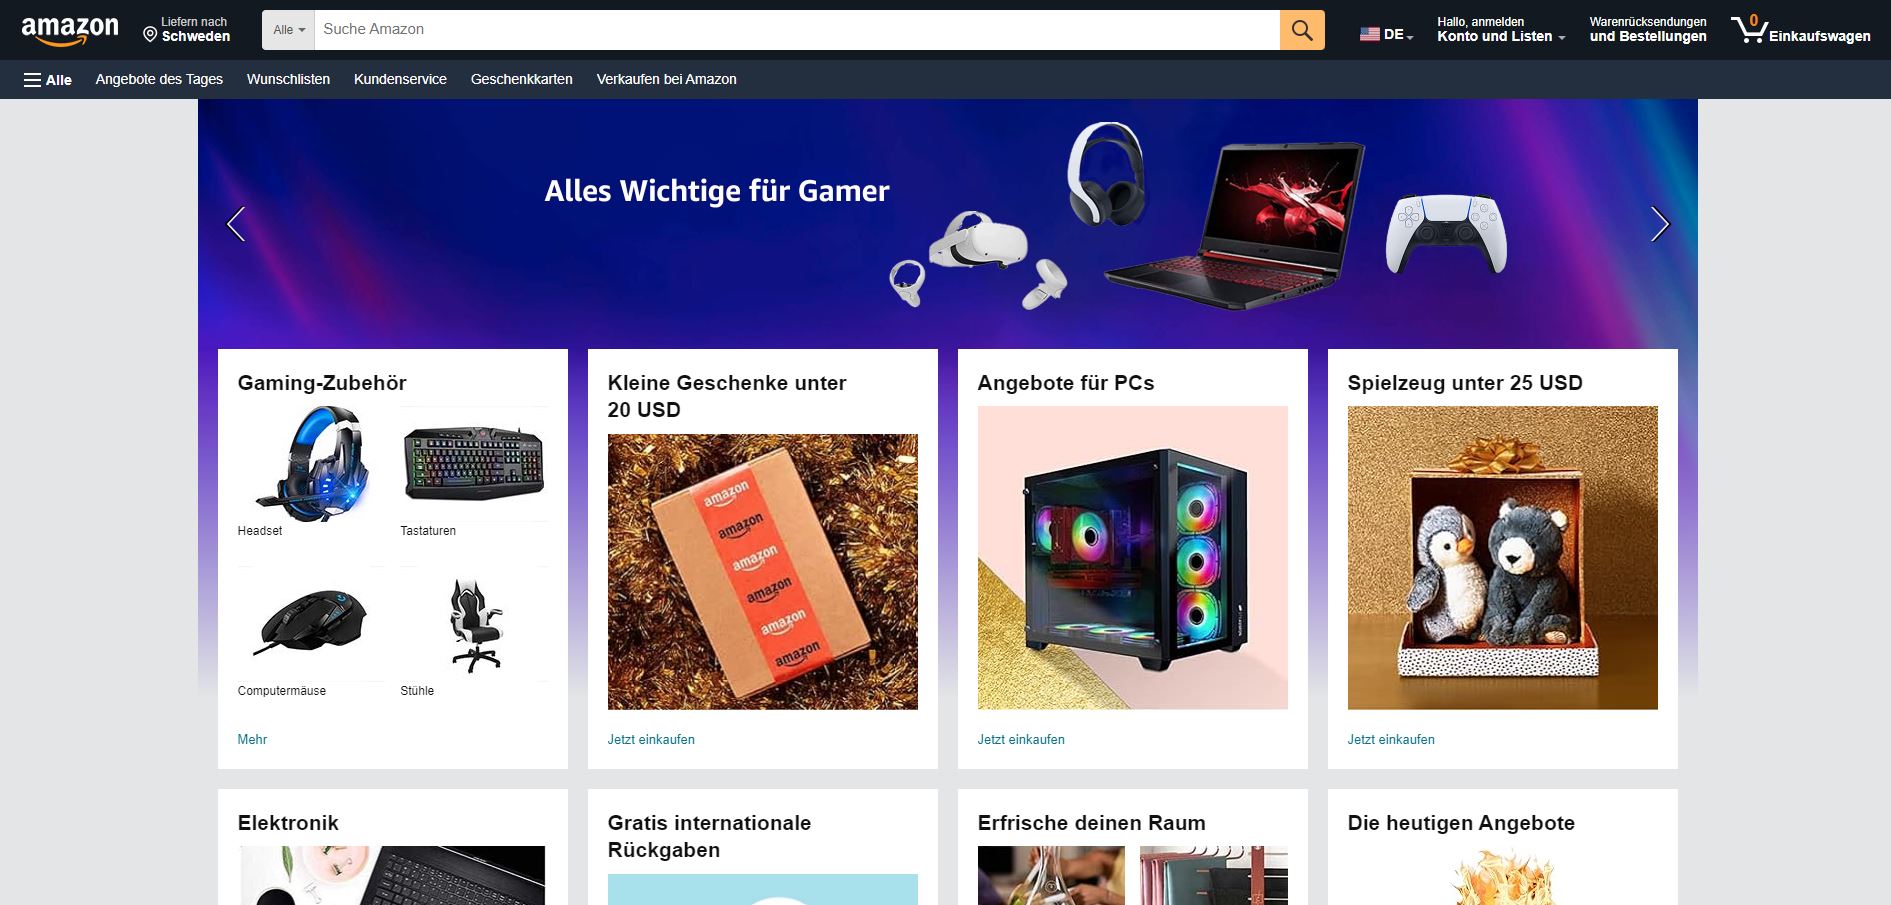 amazon
Liefern nach
Schweden
Alle
Suche Amazon
DE
Hallo, anmelden
Konto und Listen
Warenrücksendungen
und Bestellungen
0
Einkaufswagen
Alle
Angebote des Tages
Wunschlisten
Kundenservice
Geschenkkarten
Verkaufen bei Amazon
Alles Wichtige für Gamer
Gaming-Zubehör
Headset
Tastaturen
Computermäuse
Stühle
Mehr
Kleine Geschenke unter
20 USD
amazon
amazon
amazon
amazon
amazon
amazon
Jetzt einkaufen
Angebote für PCs
Jetzt einkaufen
Spielzeug unter 25 USD
Jetzt einkaufen
Elektronik
Gratis internationale
Rückgaben
Erfrische deinen Raum
Die heutigen Angebote